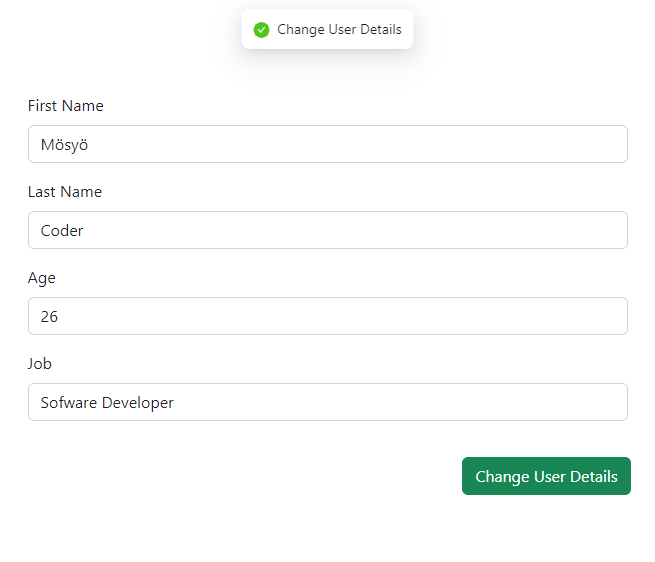 Change User Details
First Name
Mösyö
Last Name
Coder
Age
26
Job
Sofware Developer
Change User Details